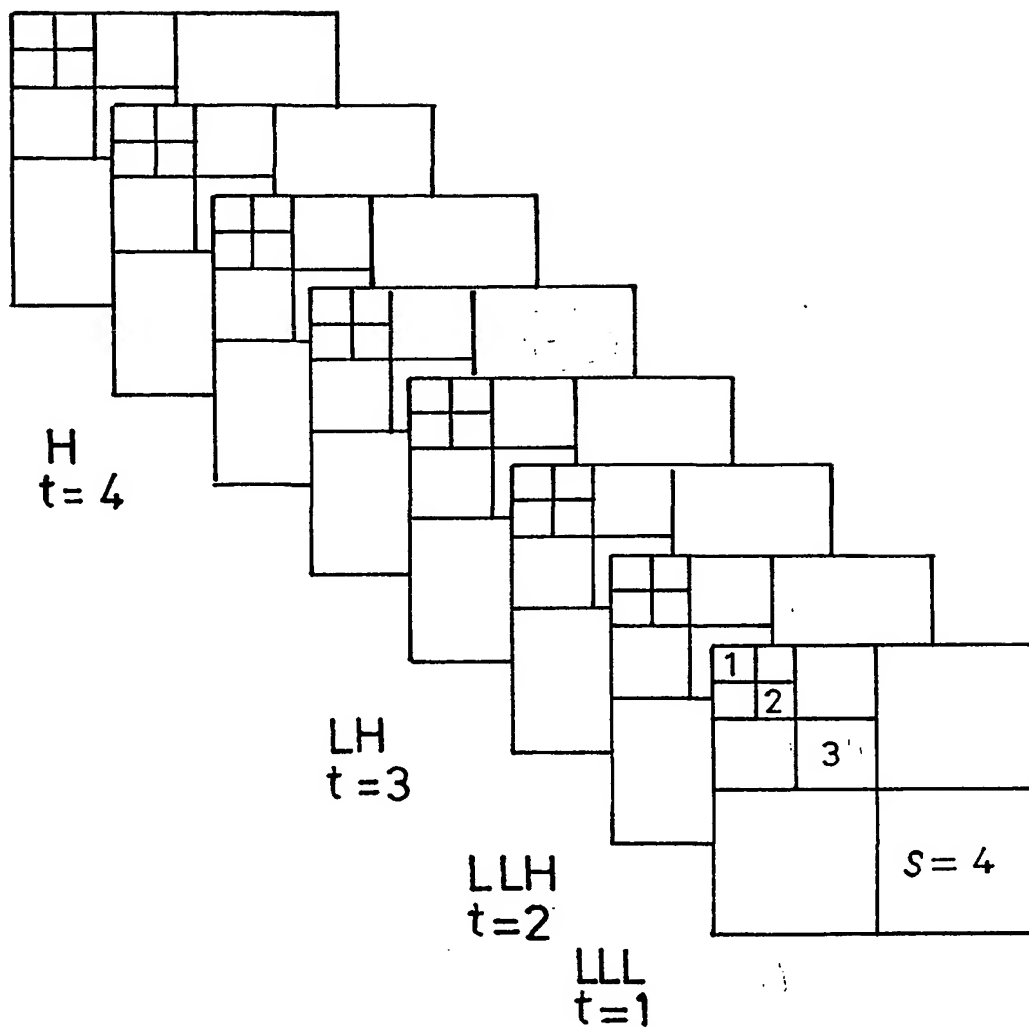 H
t = 4
LH
t = 3
LLH
t = 2
LLL
t = 1
1
2
3
s = 4